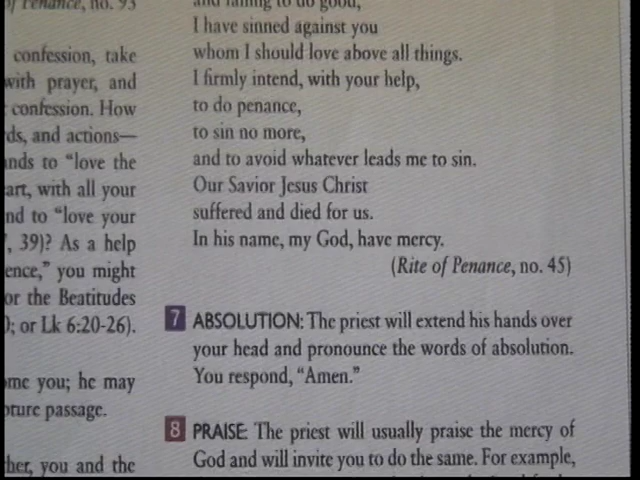 of Penance, no. 93
confession, take
with prayer, and
confession. How
ds, and actions—
nds to “love the
art, with all your
nd to “love your
, 39)? As a help
ence,” you might
or the Beatitudes
); or Lk 6:20-26).
ome you; he may
pture passage.
her, you and the
and failing to do good,
I have sinned against you
whom I should love above all things.
I firmly intend, with your help,
to do penance,
to sin no more,
and to avoid whatever leads me to sin.
Our Savior Jesus Christ
suffered and died for us.
In his name, my God, have mercy.
(Rite of Penance, no. 45)
7 ABSOLUTION: The priest will extend his hands over
your head and pronounce the words of absolution.
You respond, “Amen.”
8 PRAISE: The priest will usually praise the mercy of
God and will invite you to do the same. For example,